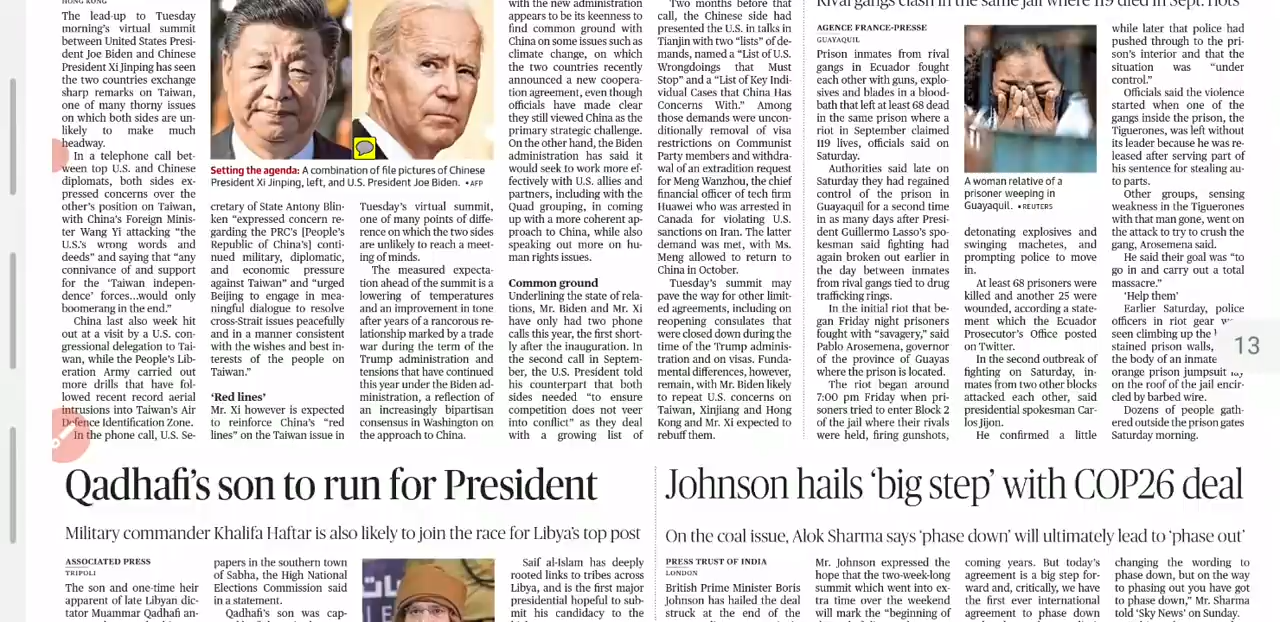 HONG KONG
The lead-up to Tuesday
morning's virtual summit
between United States Presi-
dent Joe Biden and Chinese
President Xi Jinping has seen
the two countries exchange
sharp remarks on Taiwan,
one of many thorny issues
on which both sides are un-
likely to make much
headway.
In a telephone call bet-
ween top U.S. and Chinese
diplomats, both sides ex-
pressed concerns over the
other's position on Taiwan,
with China's Foreign Minis-
ter Wang Yi attacking "the
U.S.'s wrong words and
deeds" and saying that "any
connivance of and support
for the 'Taiwan indepen-
dence' forces...would only
boomerang in the end."
China last also week hit
out at a visit by a U.S. con-
gressional delegation to Tai-
wan, while the People's Lib-
eration Army carried out
more drills that have fol-
lowed recent record aerial
intrusions into Taiwan's Air
Defence Identification Zone.
In the phone call, U.S. Se-
Setting the agenda: A combination of file pictures of Chinese
President Xi Jinping, left, and U.S. President Joe Biden. • AFP
cretary of State Antony Blin-
ken "expressed concern re-
garding the PRC's [People's
Republic of China's] conti-
nued military, diplomatic,
and economic pressure
against Taiwan" and "urged
Beijing to engage in mea-
ningful dialogue to resolve
cross-Strait issues peacefully
and in a manner consistent
with the wishes and best in-
terests of the people on
Taiwan."
'Red lines'
Mr. Xi however is expected
to reinforce China's "red
lines" on the Taiwan issue in
Tuesday's virtual summit,
one of many points of diffe-
rence on which the two sides
are unlikely to reach a meet-
ing of minds.
The measured expecta-
tion ahead of the summit is a
lowering of temperatures
and an improvement in tone
after years of a rancorous re-
lationship marked by a trade
war during the term of the
Trump administration and
tensions that have continued
this year under the Biden ad-
ministration, a reflection of
an increasingly bipartisan
consensus in Washington on
the approach to China.
with the new administration
appears to be its keenness to
find common ground with
China on some issues such as
climate change, on which
the two countries recently
announced a new coopera-
tion agreement, even though
officials have made clear
they still viewed China as the
primary strategic challenge.
On the other hand, the Biden
administration has said it
would seek to work more ef-
fectively with U.S. allies and
partners, including with the
Quad grouping, in coming
up with a more coherent ap-
proach to China, while also
speaking out more on hu-
man rights issues.
Common ground
Underlining the state of rela-
tions, Mr. Biden and Mr. Xi
have only had two phone
calls this year, the first short-
ly after the inauguration. In
the second call in Septem-
ber, the U.S. President told
his counterpart that both
sides needed "to ensure
competition does not veer
into conflict" as they deal
with a growing list of
Two months before that
call, the Chinese side had
presented the U.S. in talks in
Tianjin with two "lists" of de-
mands, named a "List of U.S.
Wrongdoings that Must
Stop" and a "List of Key Indi-
vidual Cases that China Has
Concerns With." Among
those demands were uncon-
ditionally removal of visa
restrictions on Communist
Party members and withdra-
wal of an extradition request
for Meng Wanzhou, the chief
financial officer of tech firm
Huawei who was arrested in
Canada for violating U.S.
sanctions on Iran. The latter
demand was met, with Ms.
Meng allowed to return to
China in October.
Tuesday's summit may
pave the way for other limit-
ed agreements, including on
reopening consulates that
were closed down during the
time of the Trump adminis-
tration and on visas. Funda-
mental differences, however,
remain, with Mr. Biden likely
to repeat U.S. concerns on
Taiwan, Xinjiang and Hong
Kong and Mr. Xi expected to
rebuff them.
Rival gangs clash in the same jail where 119 died in Sept. riots
AGENCE FRANCE-PRESSE
GUAYAQUIL
Prison inmates from rival
gangs in Ecuador fought
each other with guns, explo-
sives and blades in a blood-
bath that left at least 68 dead
in the same prison where a
riot in September claimed
119 lives, officials said on
Saturday.
Authorities said late on
Saturday they had regained
control of the prison in
Guayaquil for a second time
in as many days after Presi-
dent Guillermo Lasso's spo-
kesman said fighting had
again broken out earlier in
the day between inmates
from rival gangs tied to drug
trafficking rings.
In the initial riot that be-
gan Friday night prisoners
fought with "savagery," said
Pablo Arosemena, governor
of the province of Guayas
where the prison is located.
The riot began around
7:00 pm Friday when pri-
soners tried to enter Block 2
of the jail where their rivals
were held, firing gunshots,
A woman relative of a
prisoner weeping in
Guayaquil. • REUTERS
detonating explosives and
swinging machetes, and
prompting police to move
in.
At least 68 prisoners were
killed and another 25 were
wounded, according a state-
ment which the Ecuador
Prosecutor's Office posted
on Twitter.
In the second outbreak of
fighting on Saturday, in-
mates from two other blocks
attacked each other, said
presidential spokesman Car-
los Jijon.
He confirmed a little
while later that police had
pushed through to the pri-
son's interior and that the
situation was "under
control."
Officials said the violence
started when one of the
gangs inside the prison, the
Tiguerones, was left without
its leader because he was re-
leased after serving part of
his sentence for stealing au-
to parts.
Other groups, sensing
weakness in the Tiguerones
with that man gone, went on
the attack to try to crush the
gang, Arosemena said.
He said their goal was "to
go in and carry out a total
massacre."
'Help them'
Earlier Saturday, police
officers in riot gear
seen climbing up the
stained prison walls,
the body of an inmate
orange prison jumpsuit lay
on the roof of the jail encir-
cled by barbed wire.
Dozens of people gath-
ered outside the prison gates
Saturday morning.
13
Qadhafi's son to run for President
Military commander Khalifa Haftar is also likely to join the race for Libya's top post
ASSOCIATED PRESS
TRIPOLI
The son and one-time heir
apparent of late Libyan dic-
tator Muammar Qadhafi an-
papers in the southern town
of Sabha, the High National
Elections Commission said
in a statement.
Qadhafi's son was cap-
Saif al-Islam has deeply
rooted links to tribes across
Libya, and is the first major
presidential hopeful to sub-
mit his candidacy to the
Johnson hails 'big step' with COP26 deal
On the coal issue, Alok Sharma says 'phase down' will ultimately lead to 'phase out'
PRESS TRUST OF INDIA
LONDON
British Prime Minister Boris
Johnson has hailed the deal
struck at the end of the
Mr. Johnson expressed the
hope that the two-week-long
summit which went into ex-
tra time over the weekend
will mark the "beginning of
coming years. But today's
agreement is a big step for-
ward and, critically, we have
the first ever international
agreement to phase down
changing the wording to
phase down, but on the way
to phasing out you have got
to phase down," Mr. Sharma
told 'Sky News' on Sunday.